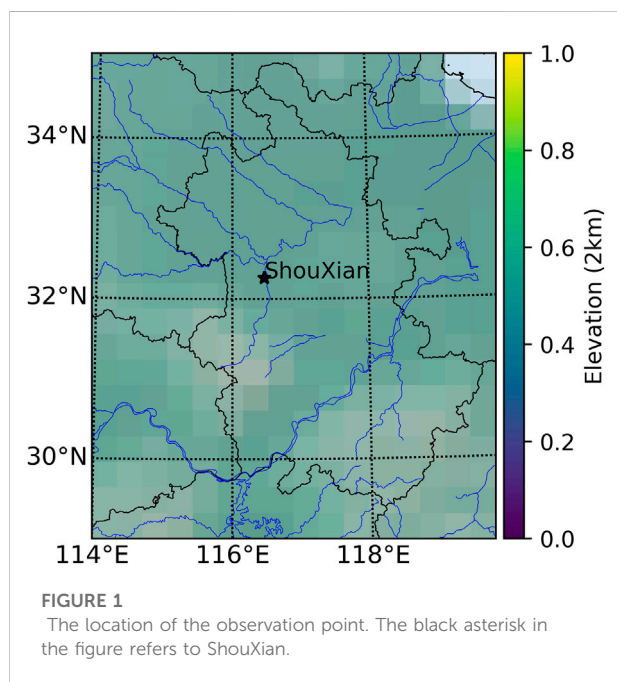 34°N
32°N
30°N
114°E 116°E 118°E
ShouXian
1.0
0.8
0.6
0.4
0.2
0.0
Elevation (2km)
FIGURE 1
The location of the observation point. The black asterisk in
the figure refers to ShouXian.